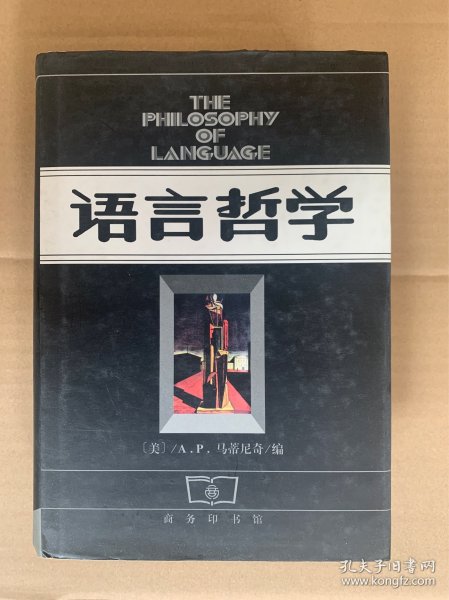 THE
PHILOSOPHY
OF
LANGUAGE
语言哲学
〔美〕/A.P.马蒂尼奇/编
商务印书馆
孔夫子旧书网
www.kongfz.com